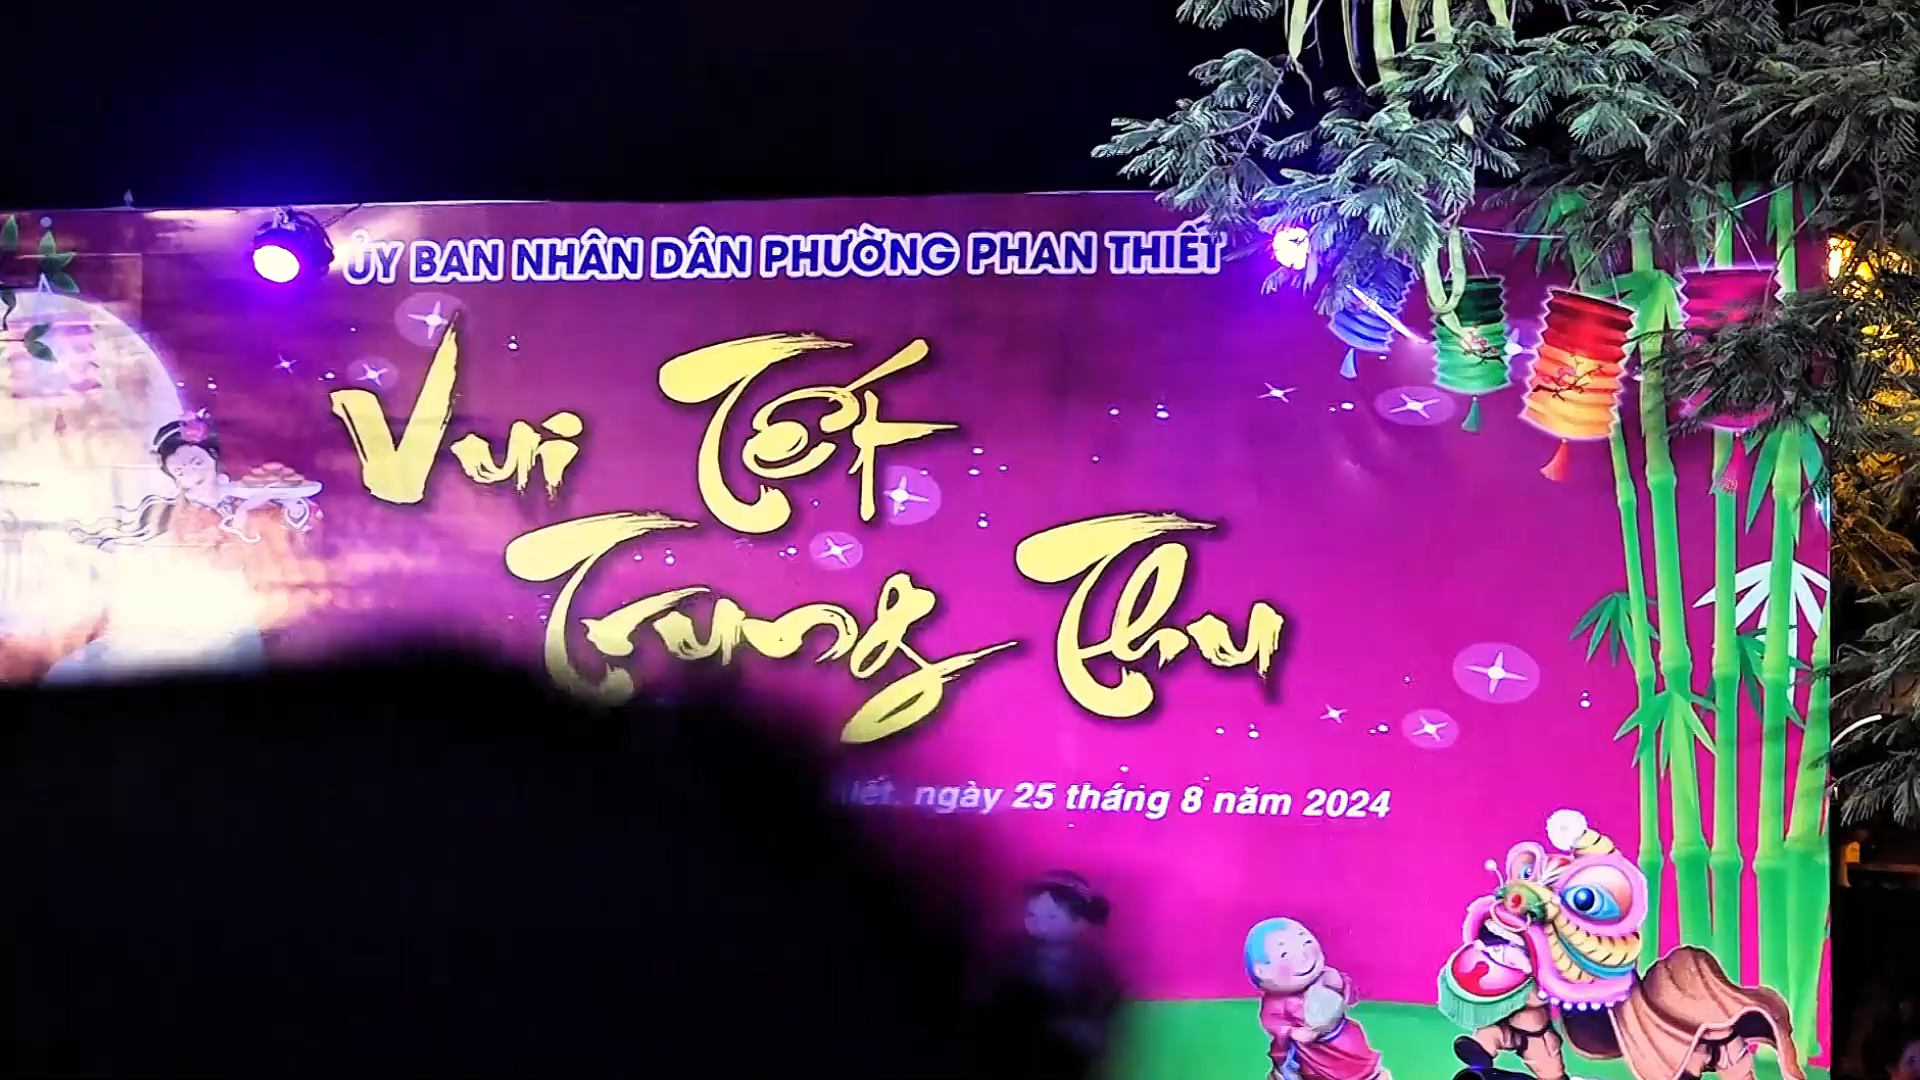 ỦY BAN NHÂN DÂN PHƯỜNG PHAN THIẾT
Vui Tết
Trung Thu
ngày 25 tháng 8 năm 2024